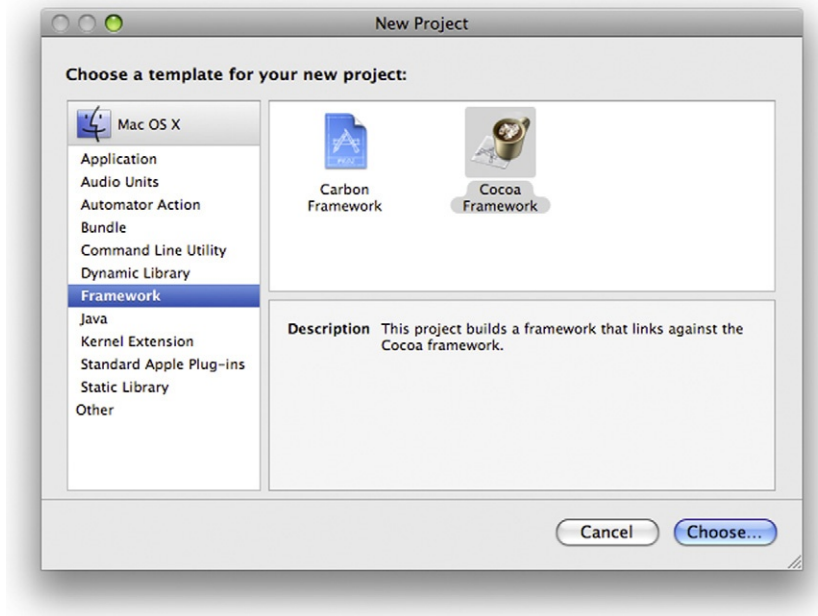 New Project
Choose a template for your new project:
Mac OS X
Application
Audio Units
Automator Action
Bundle
Command Line Utility
Dynamic Library
Framework
Java
Kernel Extension
Standard Apple Plug-ins
Static Library
Other
Carbon
Framework
Cocoa
Framework
Description This project builds a framework that links against the
Cocoa framework.
Cancel
Choose...